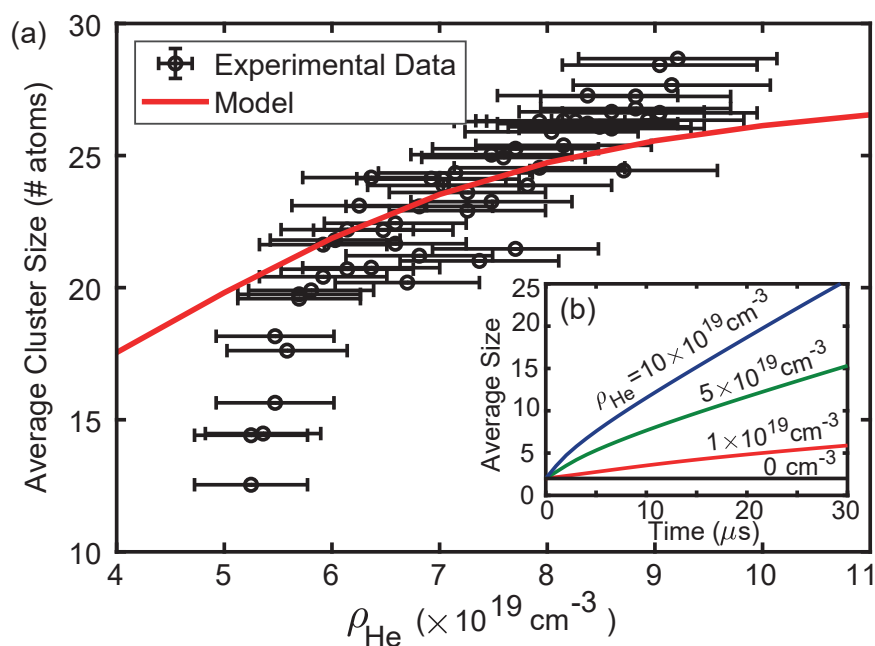 (a)
Experimental Data
Model
30
25
20
15
10
Average Cluster Size (# atoms)
4 5 6 7 8 9 10 11
ρHe (×10^19 cm^-3)
(b)
25
20
15
10
5
0
Average Size
ρHe=10×10^19cm^-3
5×10^19cm^-3
1×10^19cm^-3
0 cm^-3
0 10 20 30
Time (μs)